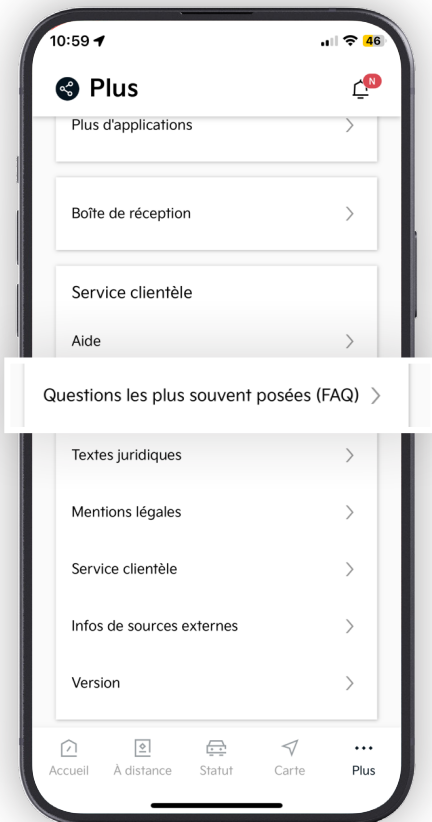 10:59
46
Plus
N
Plus d'applications
Boîte de réception
Service clientèle
Aide
Questions les plus souvent posées (FAQ)
Textes juridiques
Mentions légales
Service clientèle
Infos de sources externes
Version
Accueil À distance Statut Carte Plus